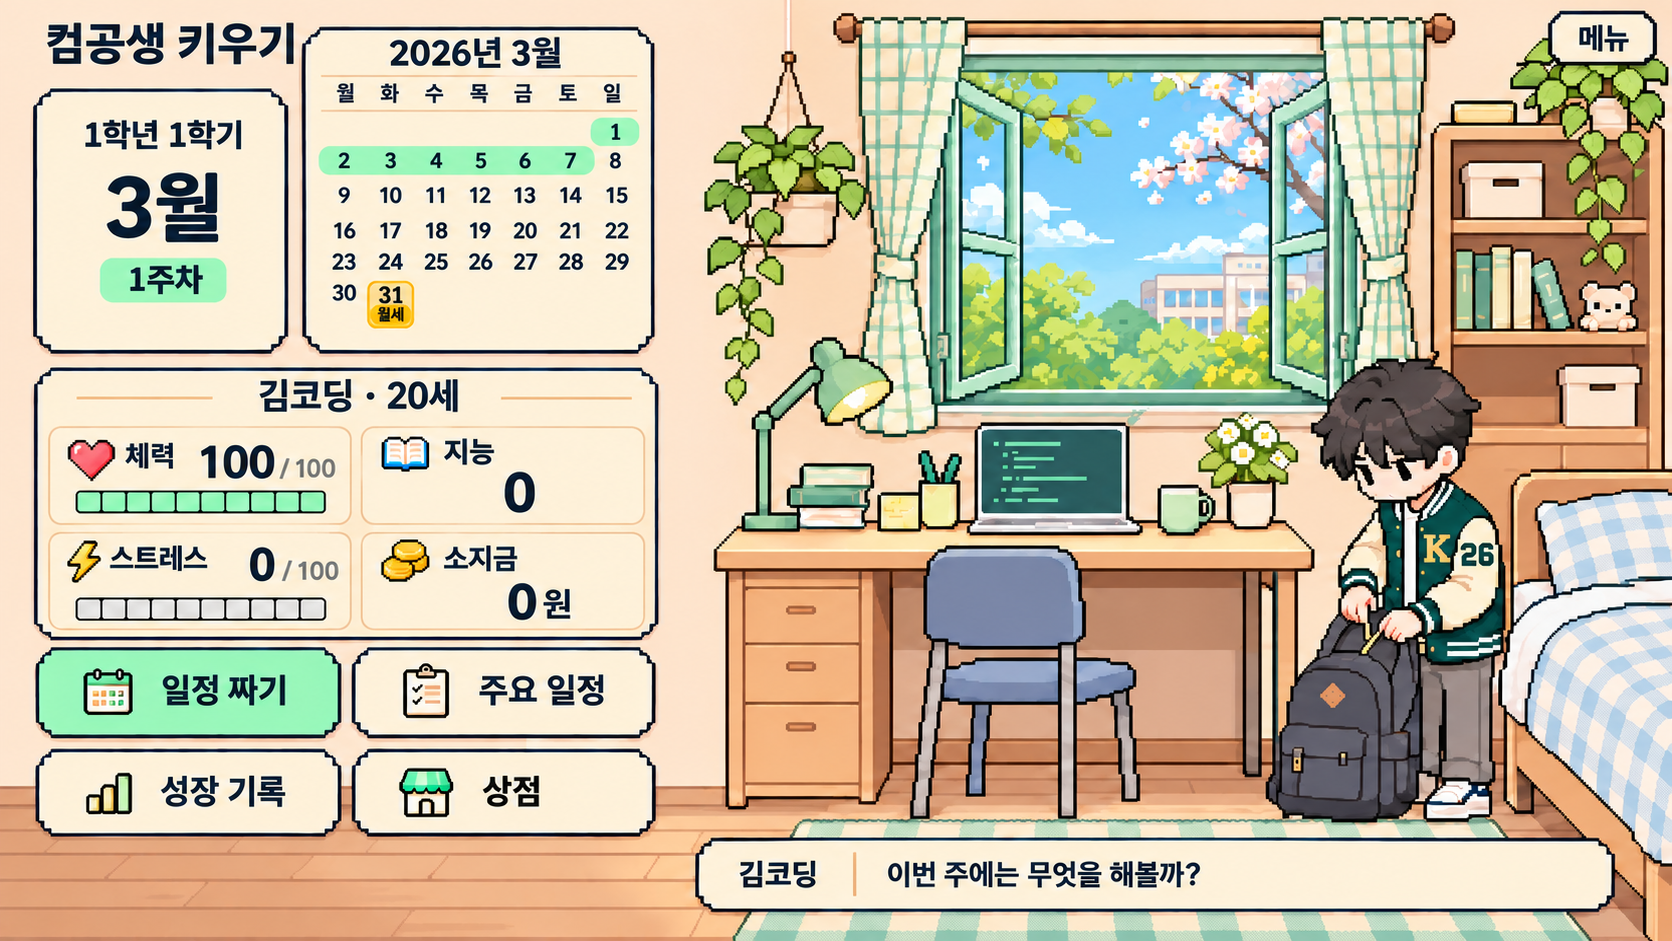 컴공생 키우기
메뉴
1학년 1학기
3월
1주차
2026년 3월
월 화 수 목 금 토 일
1
2 3 4 5 6 7 8
9 10 11 12 13 14 15
16 17 18 19 20 21 22
23 24 25 26 27 28 29
30 31
월세
김코딩 · 20세
체력 100 / 100
지능 0
스트레스 0 / 100
소지금 0원
일정 짜기
주요 일정
성장 기록
상점
K 26
김코딩
이번 주에는 무엇을 해볼까?